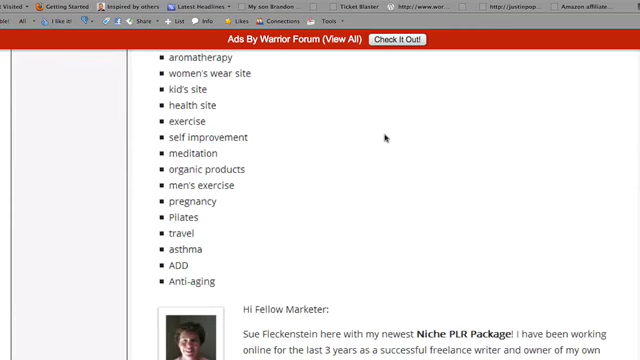 t Visited
Getting Started
Inspired by others
Latest Headlines
My son Brandon
Ticket Blaster
http://www.wor...
http://justinpop...
Amazon affiliate...
All
I like it!
Share
List
Info
Likes
Connections
Tools
Ads By Warrior Forum (View All)
Check It Out!
aromatherapy
women's wear site
kid's site
health site
exercise
self improvement
meditation
organic products
men's exercise
pregnancy
Pilates
travel
asthma
ADD
Anti-aging
Hi Fellow Marketer:
Sue Fleckenstein here with my newest Niche PLR Package! I have been working
online for the last 3 years as a successful freelance writer and owner of my own